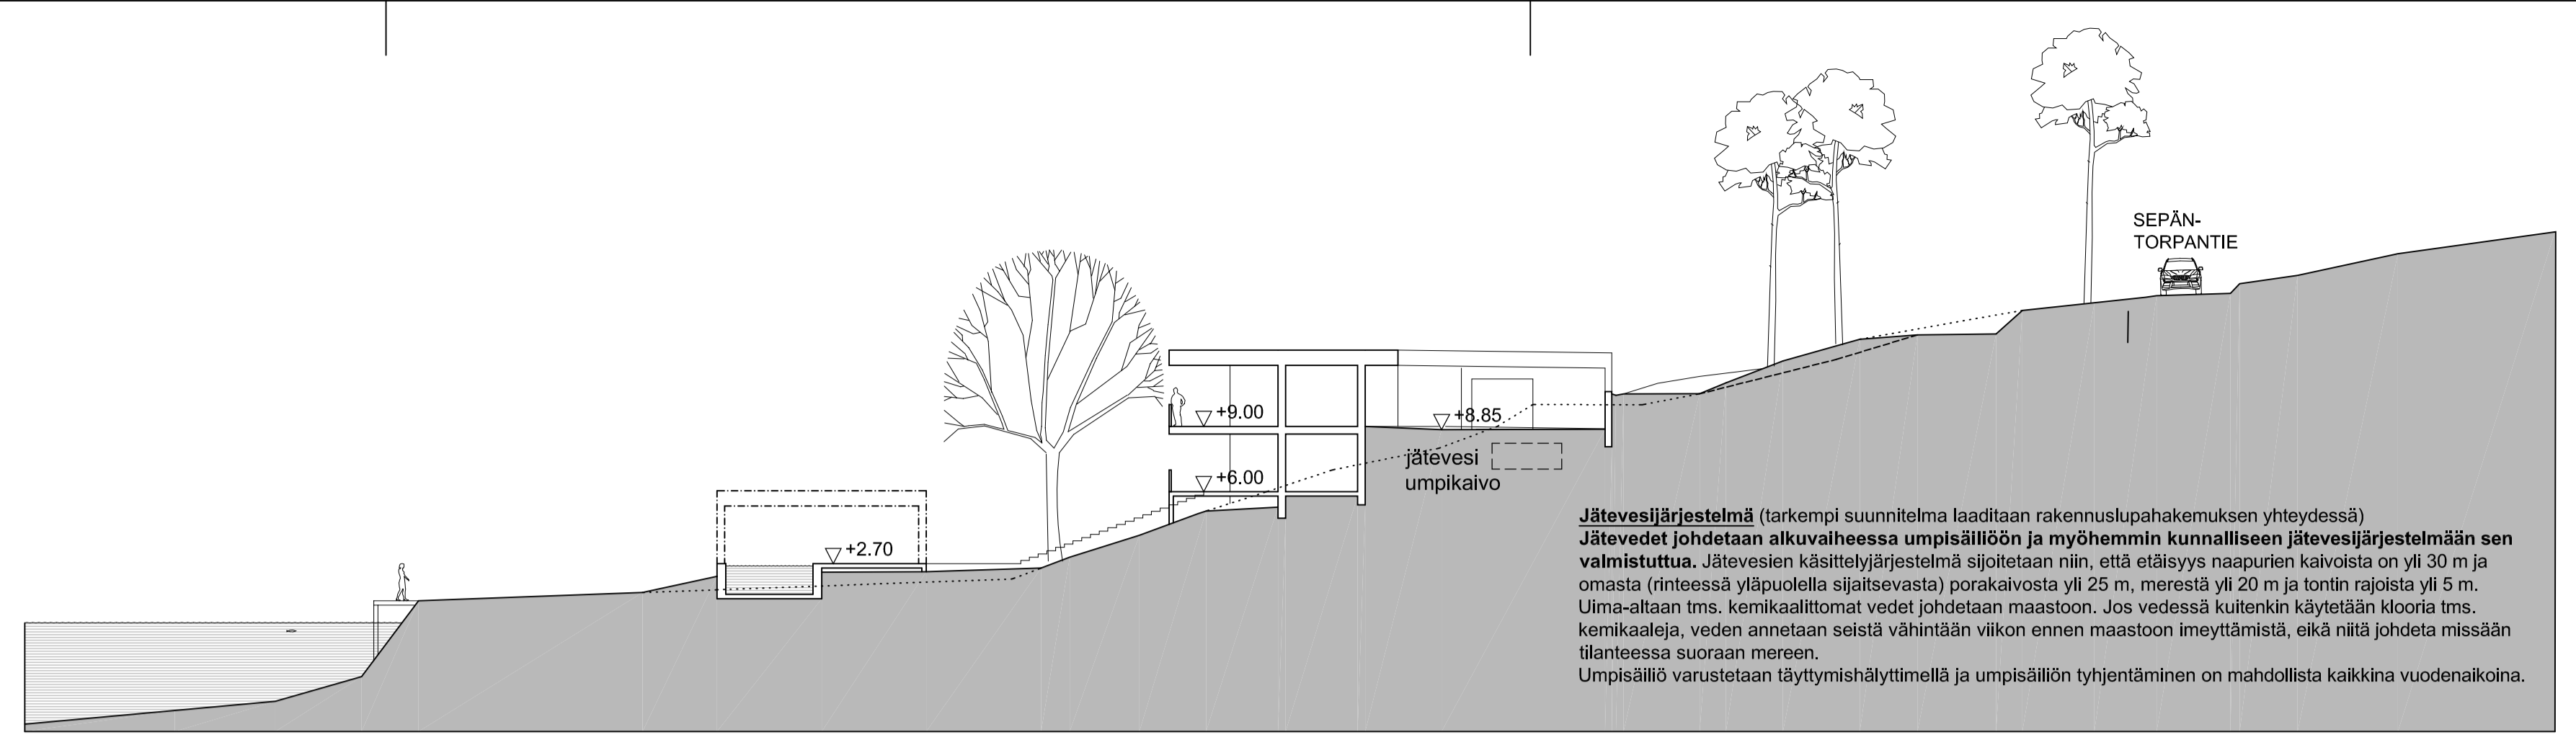 SEPÄN-
TORPANTIE
+9.00
+8.85
jätevesi
umpikaivo
+6.00
+2.70
Jätevesijärjestelmä (tarkempi suunnitelma laaditaan rakennuslupahakemuksen yhteydessä)
Jätevedet johdetaan alkuvaiheessa umpisäiliöön ja myöhemmin kunnalliseen jätevesijärjestelmään sen
valmistuttua. Jätevesien käsittelyjärjestelmä sijoitetaan niin, että etäisyys naapurien kaivoista on yli 30 m ja
omasta (rinteessä yläpuolella sijaitsevasta) porakaivosta yli 25 m, merestä yli 20 m ja tontin rajoista yli 5 m.
Uima-altaan tms. kemikaalittomat vedet johdetaan maastoon. Jos vedessä kuitenkin käytetään klooria tms.
kemikaaleja, veden annetaan seistä vähintään viikon ennen maastoon imeyttämistä, eikä niitä johdeta missään
tilanteessa suoraan mereen.
Umpisäiliö varustetaan täyttymishälyttimellä ja umpisäiliön tyhjentäminen on mahdollista kaikkina vuodenaikoina.